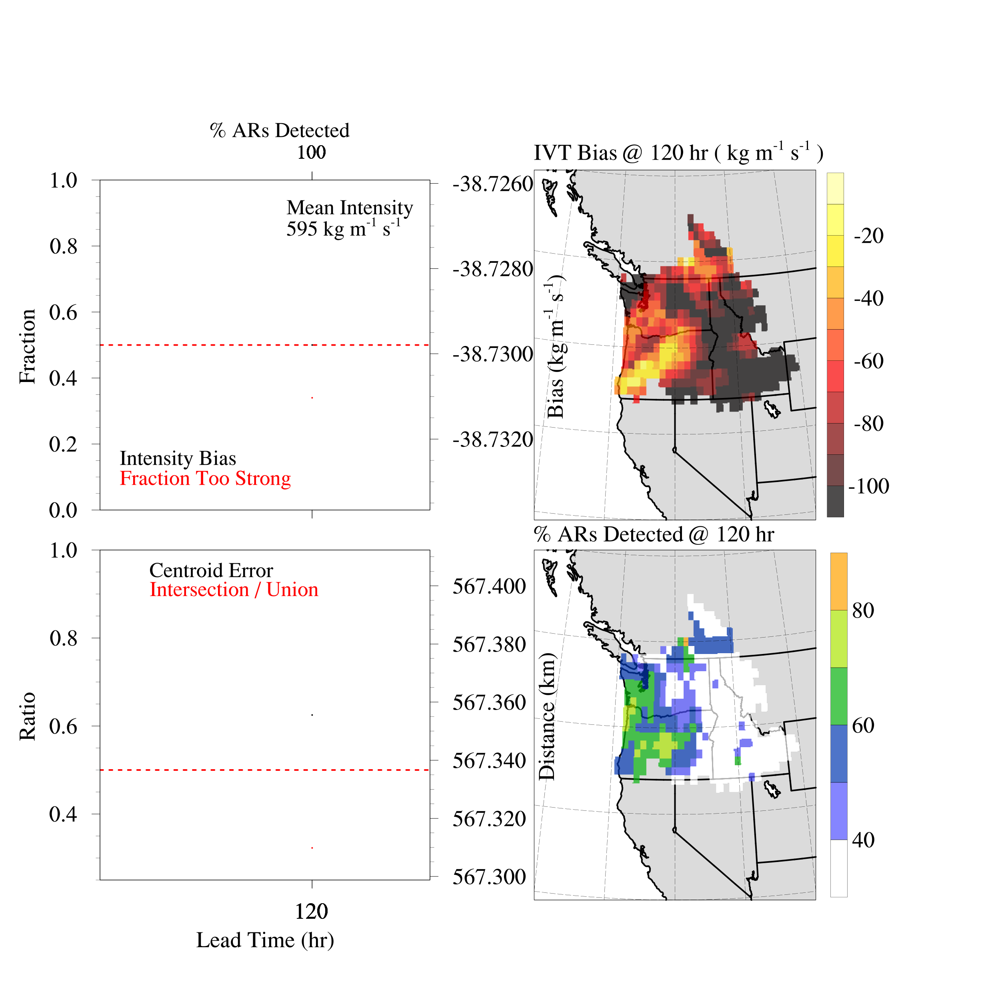 % ARs Detected
100
1.0
0.8
0.6
0.4
0.2
0.0
Fraction
Mean Intensity
595 kg m-1 s-1
Intensity Bias
Fraction Too Strong
-38.7260
-38.7280
-38.7300
-38.7320
Bias (kg m-1 s-1)
IVT Bias @ 120 hr ( kg m-1 s-1 )
-20
-40
-60
-80
-100
1.0
0.8
0.6
0.4
Ratio
Centroid Error
Intersection / Union
567.400
567.380
567.360
567.340
567.320
567.300
Distance (km)
120
Lead Time (hr)
% ARs Detected @ 120 hr
80
60
40